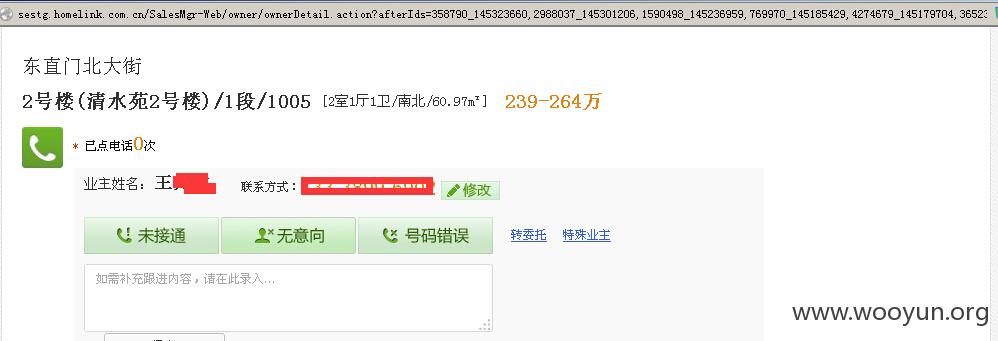 sestg.homelink.com.cn/SalesMgr-Web/owner/ownerDetail.action?afterIds=358790_145323660,2988037_145301206,1590498_145236959,769970_145185429,4274679_145179704,36523
东直门北大街
2号楼(清水苑2号楼)/1段/1005 [2室1厅1卫/南北/60.97m²] 239-264万
* 已点电话0次
业主姓名: 王 联系方式: 修改
未接通 无意向 号码错误 转委托 特殊业主
如需补充跟进内容，请在此录入...
www.wooyun.org